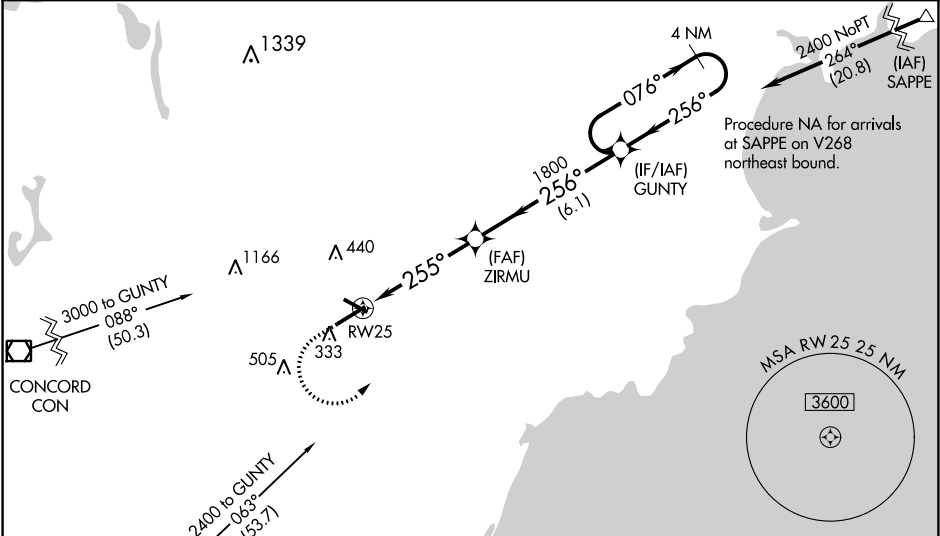 1339
4 NM
2400 NoPT
264°
(20.8)
(IAF)
SAPPE
076°
256°
Procedure NA for arrivals
at SAPPE on V268
northeast bound.
(IF/IAF)
GUNTY
1800
256°
(6.1)
(FAF)
ZIRMU
440
1166
255°
3000 to GUNTY
088°
(50.3)
RW25
333
505
CONCORD
CON
MSA RW 25 25 NM
3600
2400 to GUNTY
063°
(53.7)